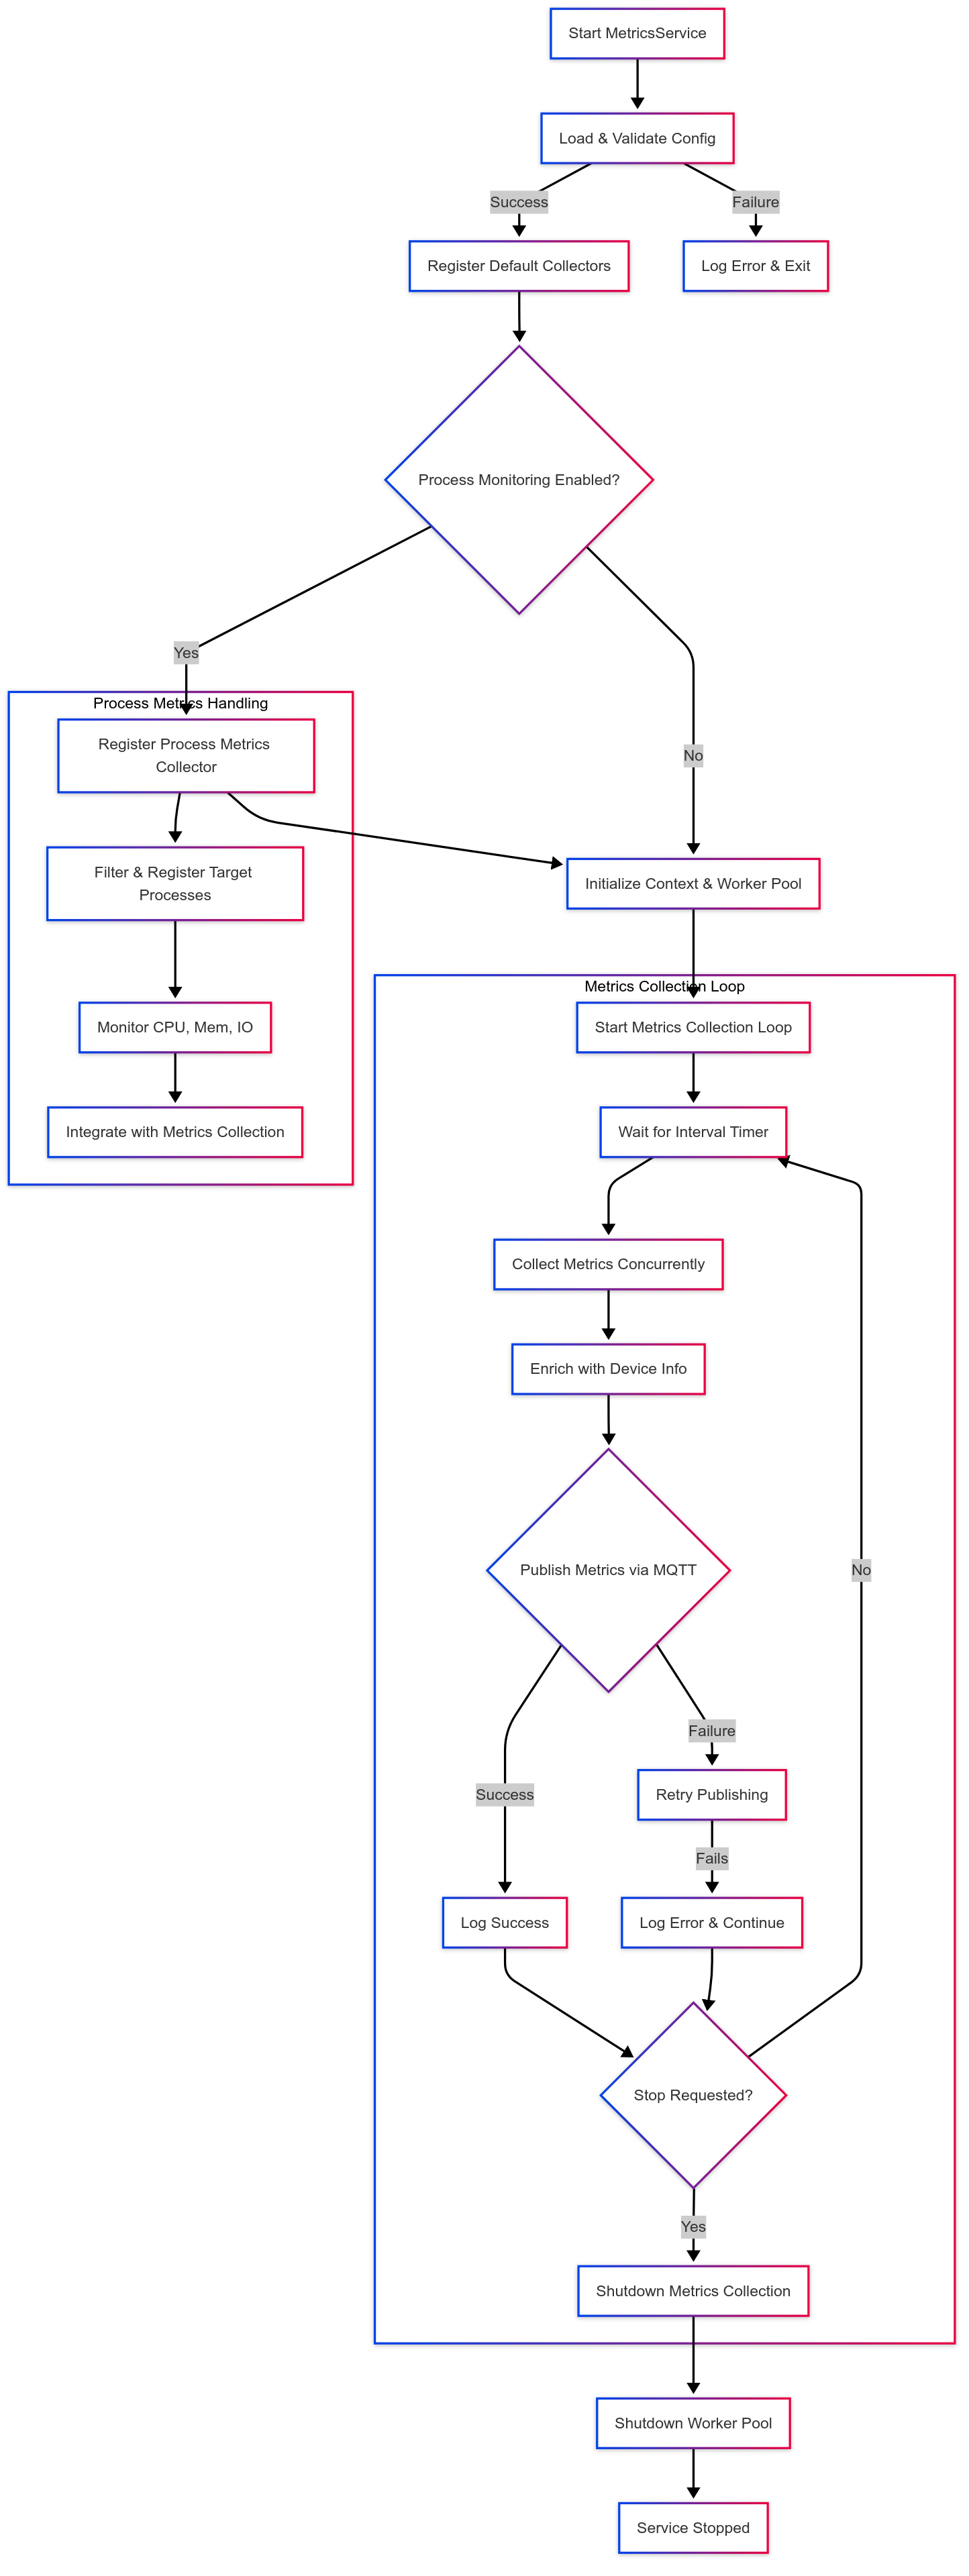 Start MetricsService
Load & Validate Config
Success
Failure
Register Default Collectors
Log Error & Exit
Process Monitoring Enabled?
Yes
Process Metrics Handling
Register Process Metrics
Collector
No
Filter & Register Target
Processes
Initialize Context & Worker Pool
Metrics Collection Loop
Monitor CPU, Mem, IO
Start Metrics Collection Loop
Integrate with Metrics Collection
Wait for Interval Timer
Collect Metrics Concurrently
Enrich with Device Info
Publish Metrics via MQTT
No
Failure
Success
Retry Publishing
Fails
Log Success
Log Error & Continue
Stop Requested?
Yes
Shutdown Metrics Collection
Shutdown Worker Pool
Service Stopped